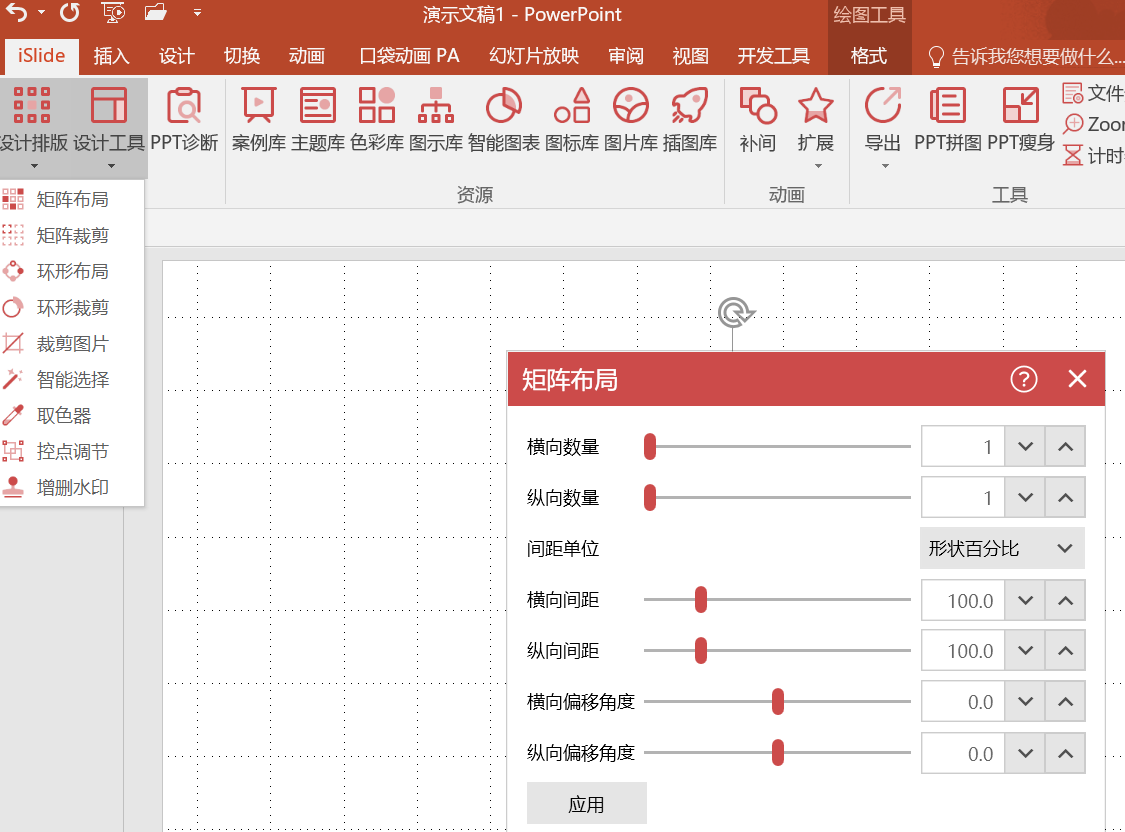 演示文稿1 - PowerPoint
绘图工具
iSlide 插入 设计 切换 动画 口袋动画 PA 幻灯片放映 审阅 视图 开发工具 格式 告诉我您想要做什么...
设计排版 设计工具 PPT诊断 案例库 主题库 色彩库 图示库 智能图表 图标库 图片库 插图库 补间 扩展 导出 PPT拼图 PPT瘦身
文件
Zoo
计时
资源 动画 工具
矩阵布局
矩阵裁剪
环形布局
环形裁剪
裁剪图片
智能选择
取色器
控点调节
增删水印
矩阵布局 ?
横向数量 1
纵向数量 1
间距单位 形状百分比
横向间距 100.0
纵向间距 100.0
横向偏移角度 0.0
纵向偏移角度 0.0
应用